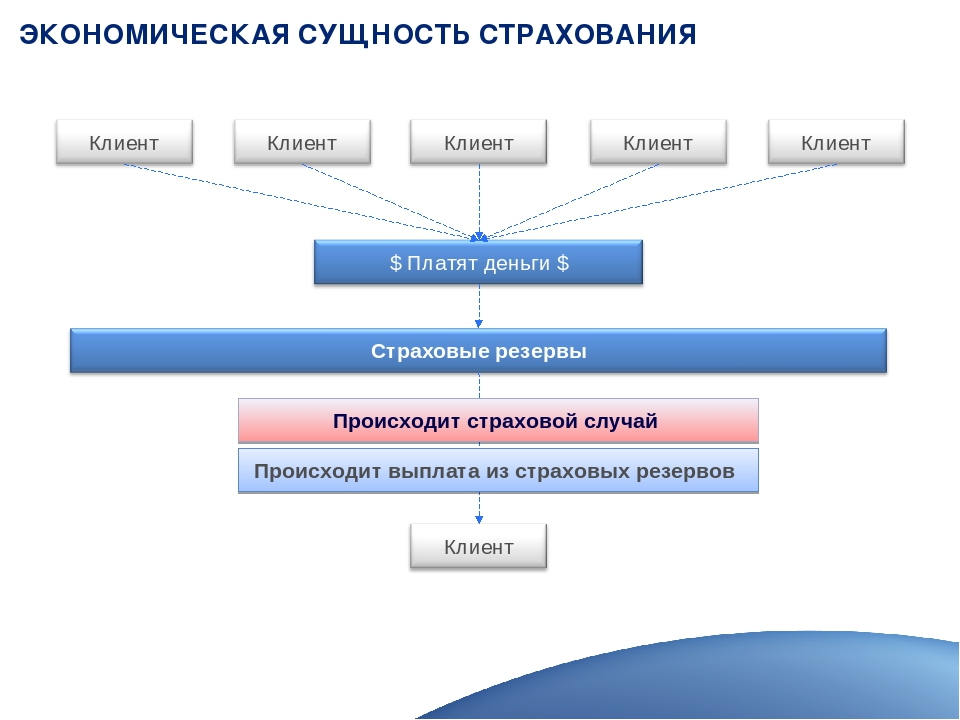 ЭКОНОМИЧЕСКАЯ СУЩНОСТЬ СТРАХОВАНИЯ
Клиент
Клиент
Клиент
Клиент
Клиент
$ Платят деньги $
Страховые резервы
Происходит страховой случай
Происходит выплата из страховых резервов
Клиент